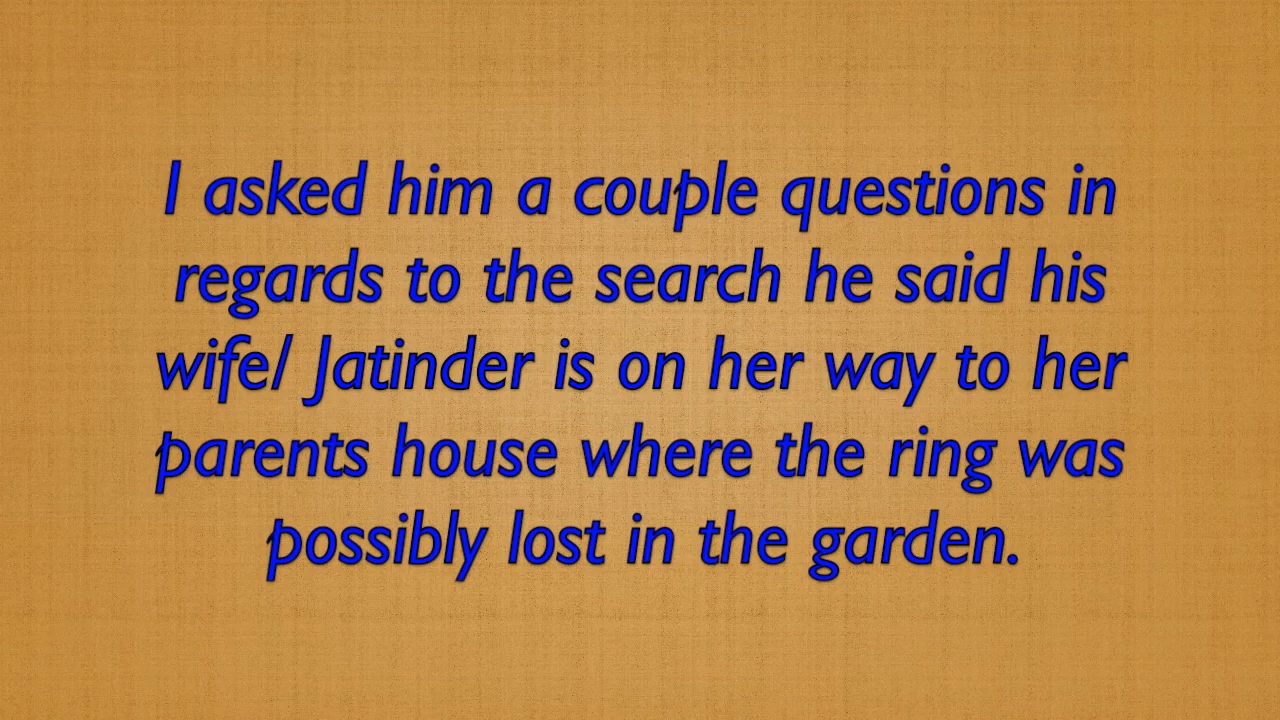 I asked him a couple questions in
regards to the search he said his
wife/ Jatinder is on her way to her
parents house where the ring was
possibly lost in the garden.